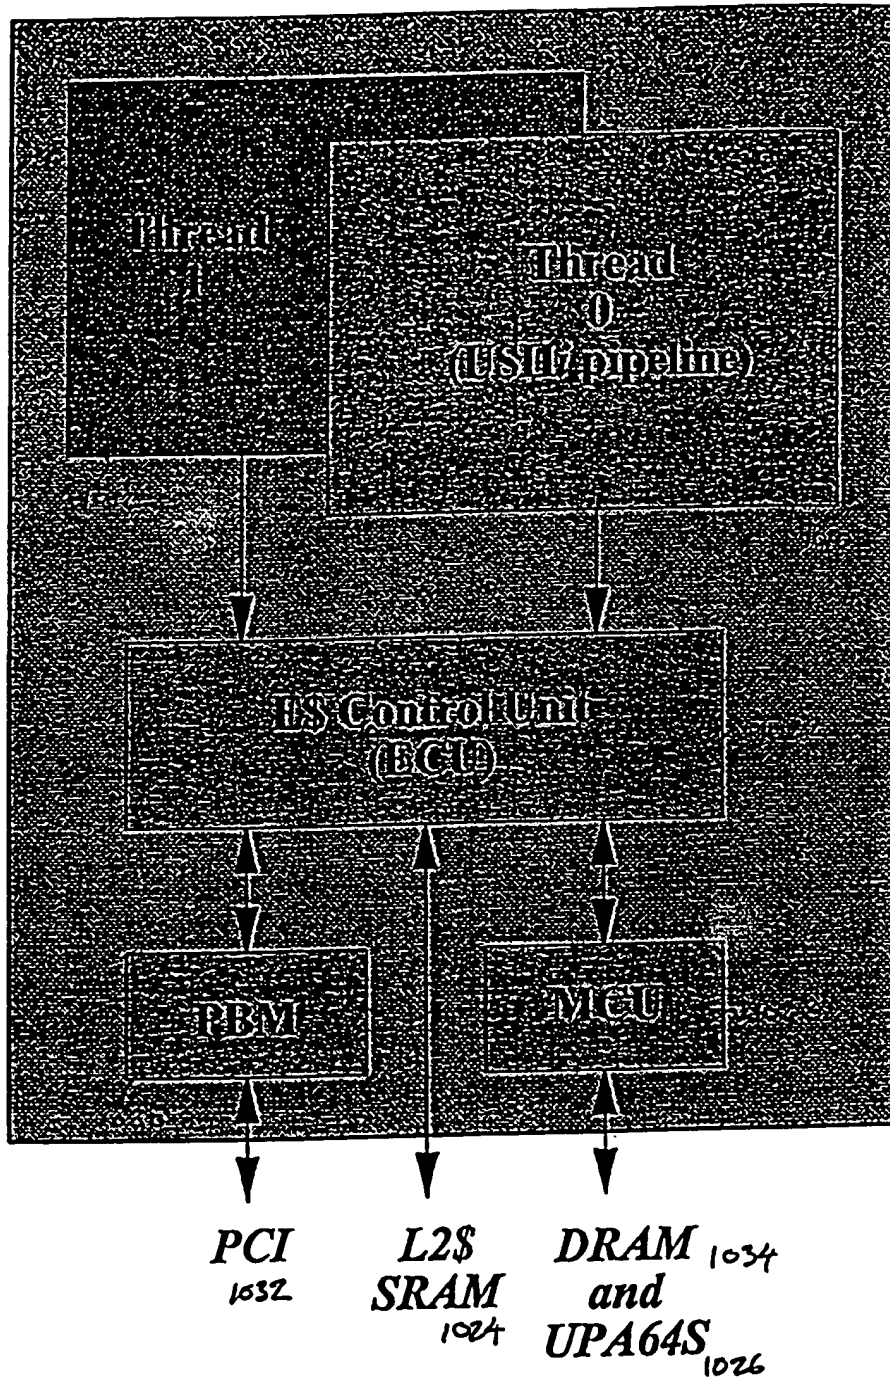 Thread
1
Thread
0
(USIIi pipeline)
E$ Control Unit
(ECU)
PBM
MCU
PCI
1032
L2$
SRAM
1024
DRAM 1034
and
UPA64S
1026